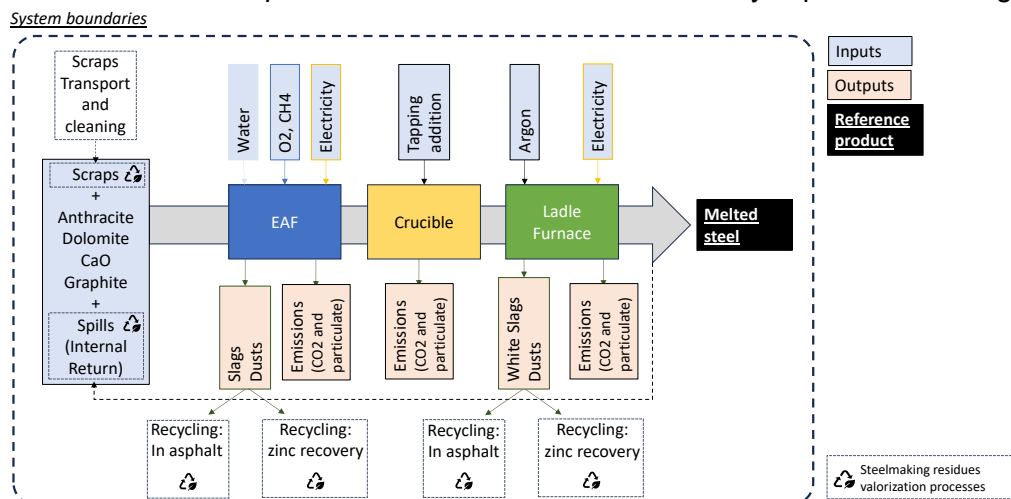 System boundaries
Scraps
Transport
and
cleaning
Water
O2, CH4
Electricity
Tapping
addition
Argon
Electricity
Inputs
Outputs
Reference
product
Scraps
+
Anthracite
Dolomite
CaO
Graphite
+
Spills
(Internal
Return)
EAF
Crucible
Ladle
Furnace
Melted
steel
Slags
Dusts
Emissions
(CO2 and
particulate)
Emissions
(CO2 and
particulate)
White Slags
Dusts
Emissions
(CO2 and
particulate)
Recycling:
In asphalt
Recycling:
zinc recovery
Recycling:
In asphalt
Recycling:
zinc recovery
Steelmaking residues
valorization processes